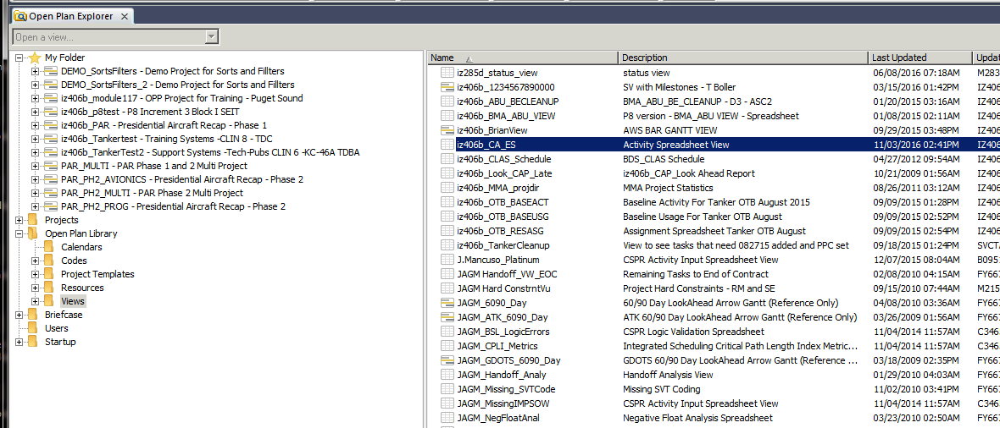 Open Plan Explorer
Open a view...
My Folder
DEMO_SortsFilters - Demo Project for Sorts and Fillters
DEMO_SortsFilters_2 - Demo Project for Sorts and Fillters
iz406b_module117 - OPP Project for Training - Puget Sound
iz406b_p8test - P8 Increment 3 Block I SEIT
iz406b_PAR - Presidential Aircraft Recap - Phase 1
iz406b_Tankertest - Training Systems -CLIN 8 - TDC
iz406b_TankerTest2 - Support Systems -Tech-Pubs CLIN 6 -KC-46A TDBA
PAR_MULTI - PAR Phase 1 and 2 Multi Project
PAR_PH2_AVIONICS - Presidential Aircraft Recap - Phase 2
PAR_PH2_MULTI - PAR Phase 2 Multi Project
PAR_PH2_PROG - Presidential Aircraft Recap - Phase 2
Projects
Open Plan Library
Calendars
Codes
Project Templates
Resources
Views
Briefcase
Users
Startup
Name Description Last Updated Updat
iz285d_status_view status view 06/08/2016 07:18AM M283
iz406b_1234567890000 SV with Milestones - T Boller 03/15/2016 01:42PM IZ406
iz406b_ABU_BECLEANUP BMA_ABU_BE_CLEANUP - D3 - ASC2 01/20/2015 03:16AM IZ406
iz406b_BMA_ABU_VIEW P8 version - BMA_ABU VIEW - Spreadsheet 01/08/2015 02:11AM IZ406
iz406b_BrianView AWS BAR GANTT VIEW 09/29/2015 03:48PM IZ406
iz406b_CA_ES Activity Spreadsheet View 11/03/2016 02:41PM IZ406
iz406b_CLAS_Schedule BDS_CLAS Schedule 04/27/2012 09:54AM IZ406
iz406b_Look_CAP_Late iz406b_CAP_Look Ahead Report 10/21/2009 01:56AM IZ406
iz406b_MMA_projdir MMA Project Statistics 08/26/2011 03:12AM IZ406
iz406b_OTB_BASEACT Baseline Activity For Tanker OTB August 2015 09/09/2015 01:28PM IZ406
iz406b_OTB_BASEUSG Baseline Usage For Tanker OTB August 09/09/2015 02:52PM IZ406
iz406b_OTB_RESASG Assignment Spreadsheet Tanker OTB August 09/09/2015 02:54PM IZ406
iz406b_TankerCleanup View to see tasks that need 082715 added and PPC set 09/18/2015 01:24PM SVCTA
J.Mancuso_Platinum CSPR Activity Input Spreadsheet View 12/07/2015 08:04AM B0951
JAGM Handoff_VW_EOC Remaining Tasks to End of Contract 02/08/2010 04:15AM FY667
JAGM Hard ConstrntVu Project Hard Constraints - RM and SE 09/15/2010 07:44AM M215
JAGM_6090_Day 60/90 Day LookAhead Arrow Gantt (Reference Only) 04/08/2010 03:36AM FY667
JAGM_ATK_6090_Day ATK 60/90 Day LookAhead Arrow Gantt (Reference Only) 03/26/2009 01:56AM FY667
JAGM_BSL_LogicErrors CSPR Logic Validation Spreadsheet 11/04/2014 11:57AM C346
JAGM_CPLI_Metrics Integrated Scheduling Critical Path Length Index Metric... 11/04/2014 11:57AM C346
JAGM_GDOTS_6090_Day GDOTS 60/90 Day LookAhead Arrow Gantt (Reference ... 03/18/2009 02:35PM FY667
JAGM_Handoff_Analy Handoff Analysis View 01/29/2010 04:03AM FY667
JAGM_Missing_SVTCode Missing SVT Coding 11/02/2010 03:41PM FY667
JAGM_MissingIMPSOW CSPR Activity Input Spreadsheet View 11/04/2014 11:57AM C346
JAGM_NegFloatAnal Negative Float Analysis Spreadsheet 03/23/2010 02:50AM FY667